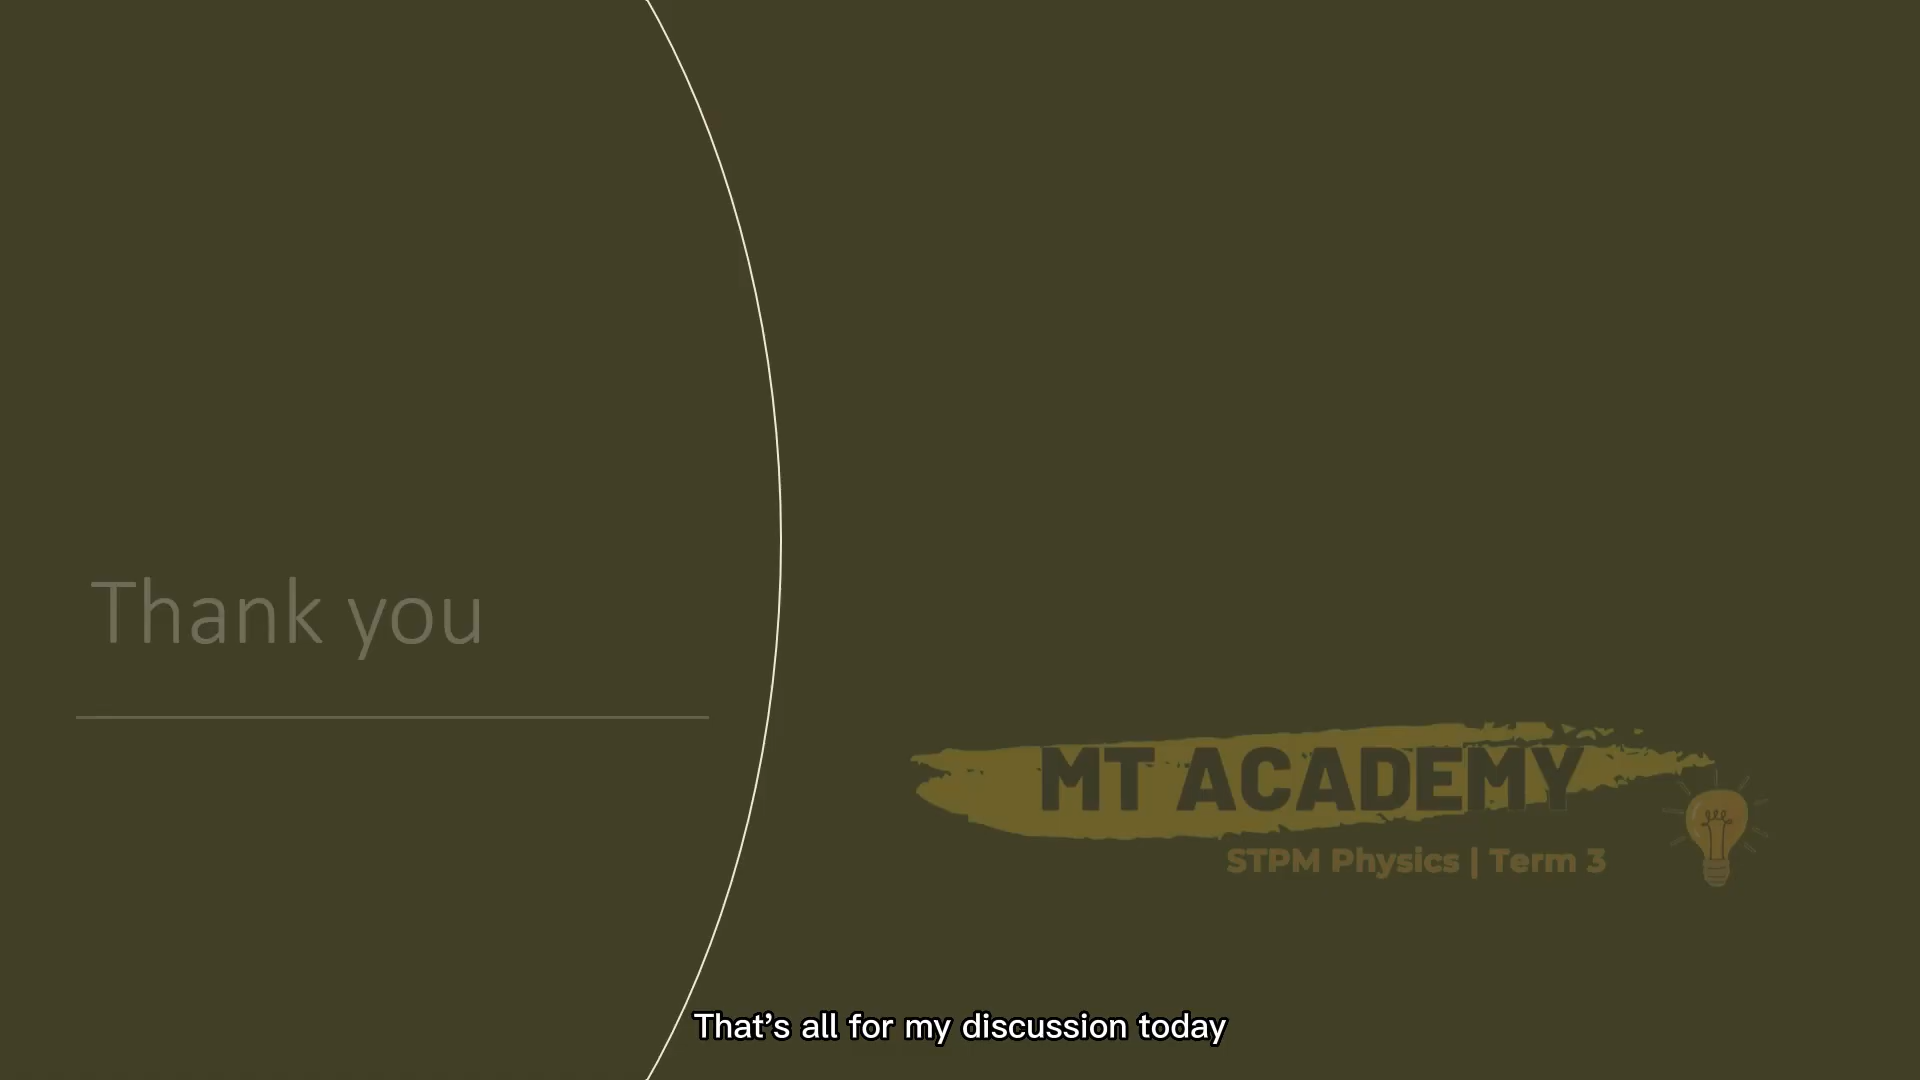 Thank you
MT ACADEMY
STPM Physics | Term 3
That’s all for my discussion today